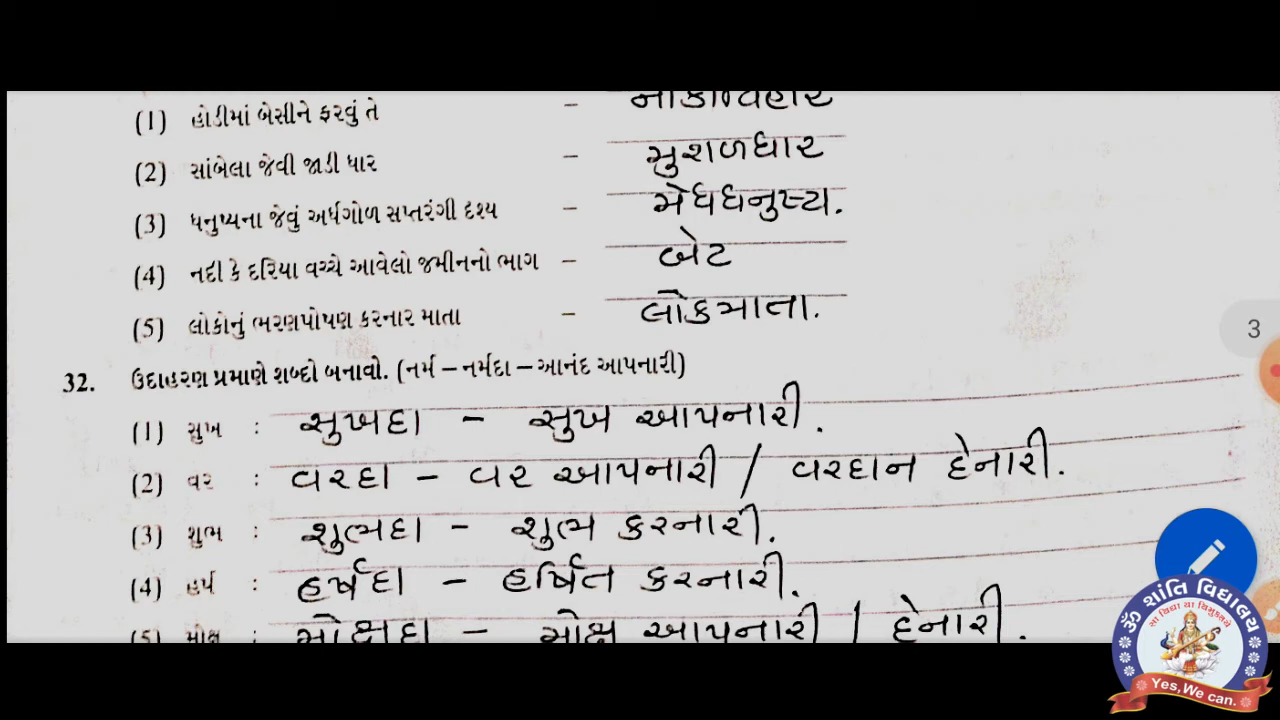 (1) હોડીમાં બેસીને ફરવું તે – નૌકાવિહાર
(2) સાંબેલા જેવી જાડી ધાર – મુશળધાર
(3) ધનુષ્યના જેવું અર્ધગોળ સપ્તરંગી દૃશ્ય – મેઘધનુષ્ય.
(4) નદી કે દરિયા વચ્ચે આવેલો જમીનનો ભાગ – બેટ
(5) લોકોનું ભરણપોષણ કરનાર માતા – લોકમાતા.
3
32. ઉદાહરણ પ્રમાણે શબ્દો બનાવો. (નર્મ – નર્મદા – આનંદ આપનારી)
(1) સુખ : સુખદા – સુખ આપનારી.
(2) વર : વરદા – વર આપનારી / વરદાન દેનારી.
(3) શુભ : શુભદા – શુભ કરનારી.
(4) હર્ષ : હર્ષદા – હર્ષિત કરનારી.
(5) મોક્ષ : મોક્ષદા – મોક્ષ આપનારી / દેનારી.
ૐ શાંતિ વિદ્યાલય
સા વિદ્યા યા વિમુક્તયે
Yes, We can.